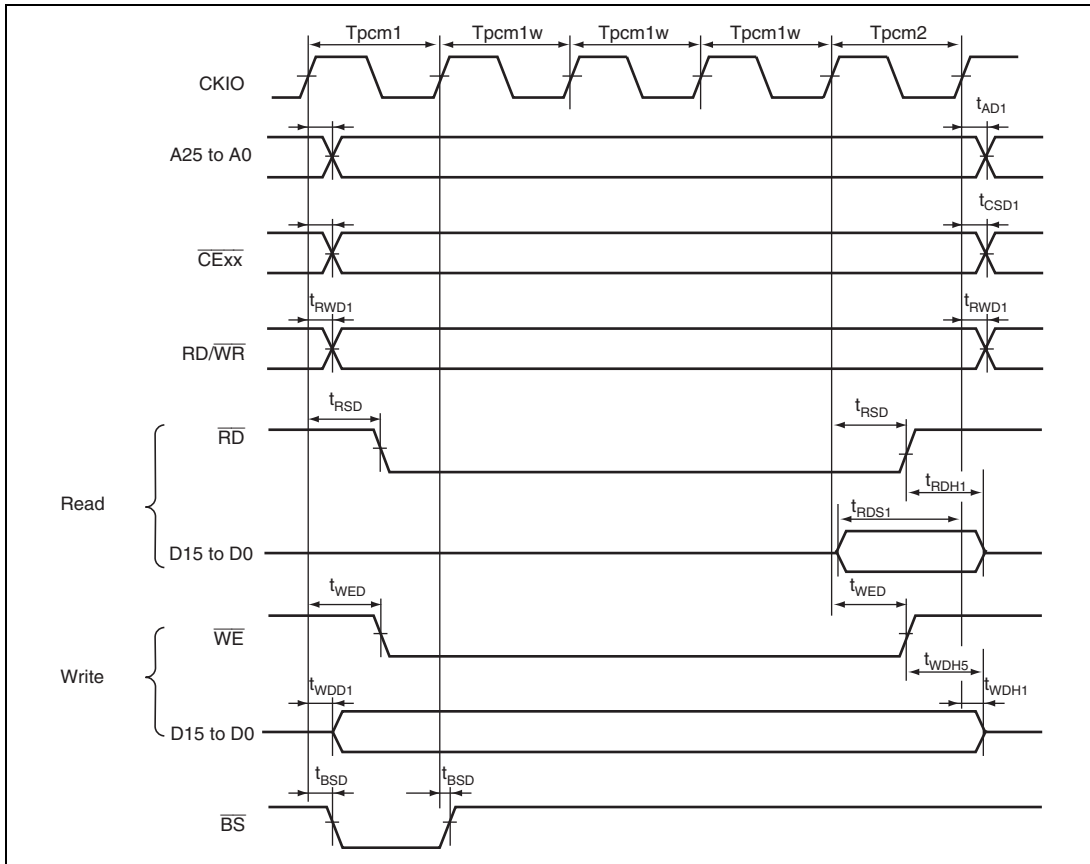 Tpcm1 Tpcm1w Tpcm1w Tpcm1w Tpcm2
CKIO
tAD1
A25 to A0
tCSD1
CExx
tRWD1 tRWD1
RD/WR
tRSD tRSD
RD
tRDH1
Read
tRDS1
D15 to D0
tWED tWED
WE
tWDH5
Write
tWDD1 tWDH1
D15 to D0
tBSD tBSD
BS